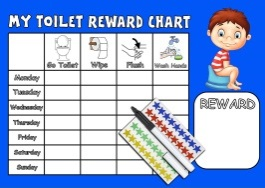 MY TOILET REWARD CHART
Go Toilet Wipe Flush Wash Hands
Monday
Tuesday
Wednesday
Thursday
Friday
Saturday
Sunday
REWARD